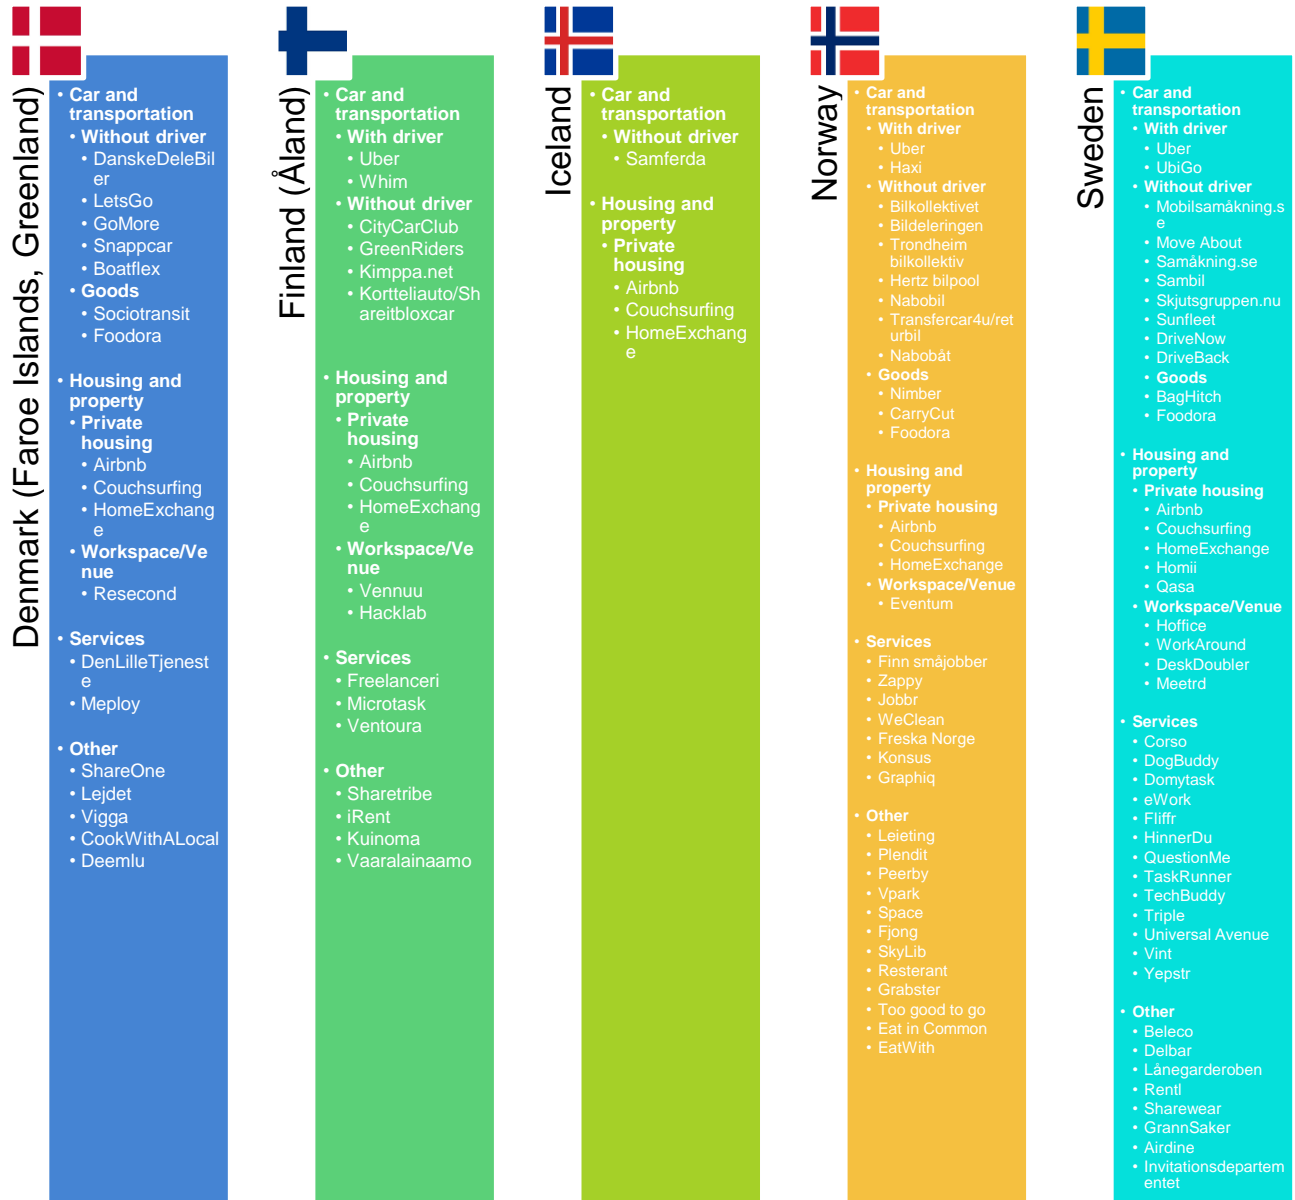 Denmark (Faroe Islands, Greenland)
• Car and
transportation
• Without driver
• DanskeDeleBil
er
• LetsGo
• GoMore
• Snappcar
• Boatflex
• Goods
• Sociotransit
• Foodora
• Housing and
property
• Private
housing
• Airbnb
• Couchsurfing
• HomeExchang
e
• Workspace/Ve
nue
• Resecond
• Services
• DenLilleTjenest
e
• Meploy
• Other
• ShareOne
• Lejdet
• Vigga
• CookWithALocal
• Deemlu
Finland (Åland)
• Car and
transportation
• With driver
• Uber
• Whim
• Without driver
• CityCarClub
• GreenRiders
• Kimppa.net
• Kortteliauto/Sh
areitbloxcar
• Housing and
property
• Private
housing
• Airbnb
• Couchsurfing
• HomeExchang
e
• Workspace/Ve
nue
• Vennuu
• Hacklab
• Services
• Freelanceri
• Microtask
• Ventoura
• Other
• Sharetribe
• iRent
• Kuinoma
• Vaaralainaamo
Iceland
• Car and
transportation
• Without driver
• Samferda
• Housing and
property
• Private
housing
• Airbnb
• Couchsurfing
• HomeExchang
e
Norway
• Car and
transportation
• With driver
• Uber
• Haxi
• Without driver
• Bilkollektivet
• Bildeleringen
• Trondheim
bilkollektiv
• Hertz bilpool
• Nabobil
• Transfercar4u/ret
urbil
• Nabobåt
• Goods
• Nimber
• CarryCut
• Foodora
• Housing and
property
• Private housing
• Airbnb
• Couchsurfing
• HomeExchange
• Workspace/Venue
• Eventum
• Services
• Finn småjobber
• Zappy
• Jobbr
• WeClean
• Freska Norge
• Konsus
• Graphiq
• Other
• Leieting
• Plendit
• Peerby
• Vpark
• Space
• Fjong
• SkyLib
• Resterant
• Grabster
• Too good to go
• Eat in Common
• EatWith
Sweden
• Car and
transportation
• With driver
• Uber
• UbiGo
• Without driver
• Mobilsamåkning.s
e
• Move About
• Samåkning.se
• Sambil
• Skjutsgruppen.nu
• Sunfleet
• DriveNow
• DriveBack
• Goods
• BagHitch
• Foodora
• Housing and
property
• Private housing
• Airbnb
• Couchsurfing
• HomeExchange
• Homii
• Qasa
• Workspace/Venue
• Hoffice
• WorkAround
• DeskDoubler
• Meetrd
• Services
• Corso
• DogBuddy
• Domytask
• eWork
• Fliffr
• HinnerDu
• QuestionMe
• TaskRunner
• TechBuddy
• Triple
• Universal Avenue
• Vint
• Yepstr
• Other
• Beleco
• Delbar
• Lånegarderoben
• Rentl
• Sharewear
• GrannSaker
• Airdine
• Invitationsdepartem
entet